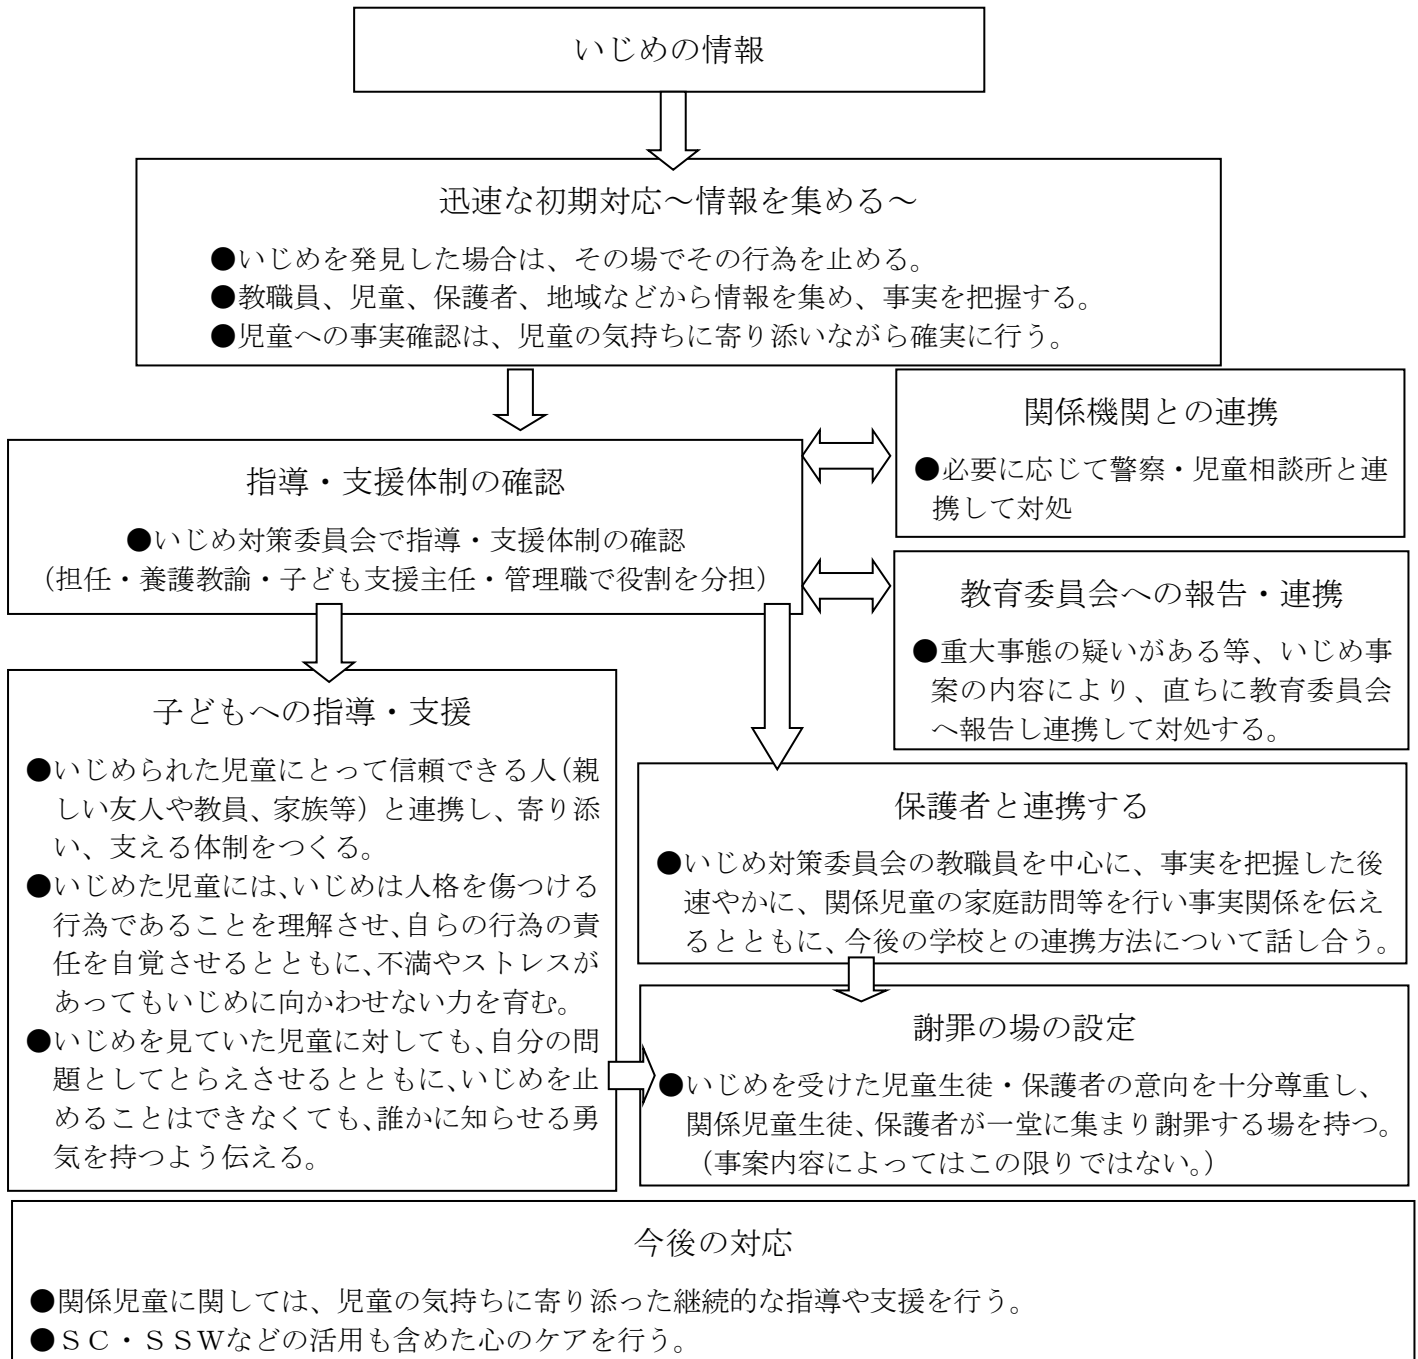 いじめの情報
迅速な初期対応～情報を集める～
●いじめを発見した場合は、その場でその行為を止める。
●教職員、児童、保護者、地域などから情報を集め、事実を把握する。
●児童への事実確認は、児童の気持ちに寄り添いながら確実に行う。
関係機関との連携
●必要に応じて警察・児童相談所と連
携して対処
指導・支援体制の確認
●いじめ対策委員会で指導・支援体制の確認
（担任・養護教諭・子ども支援主任・管理職で役割を分担）
教育委員会への報告・連携
●重大事態の疑いがある等、いじめ事
案の内容により、直ちに教育委員会
へ報告し連携して対処する。
子どもへの指導・支援
●いじめられた児童にとって信頼できる人（親
しい友人や教員、家族等）と連携し、寄り添
い、支える体制をつくる。
●いじめた児童には、いじめは人格を傷つける
行為であることを理解させ、自らの行為の責
任を自覚させるとともに、不満やストレスが
あってもいじめに向かわせない力を育む。
●いじめを見ていた児童に対しても、自分の問
題としてとらえさせるとともに、いじめを止
めることはできなくても、誰かに知らせる勇
気を持つよう伝える。
保護者と連携する
●いじめ対策委員会の教職員を中心に、事実を把握した後
速やかに、関係児童の家庭訪問等を行い事実関係を伝え
るとともに、今後の学校との連携方法について話し合う。
謝罪の場の設定
●いじめを受けた児童生徒・保護者の意向を十分尊重し、
関係児童生徒、保護者が一堂に集まり謝罪する場を持つ。
（事案内容によってはこの限りではない。）
今後の対応
●関係児童に関しては、児童の気持ちに寄り添った継続的な指導や支援を行う。
●ＳＣ・ＳＳＷなどの活用も含めた心のケアを行う。